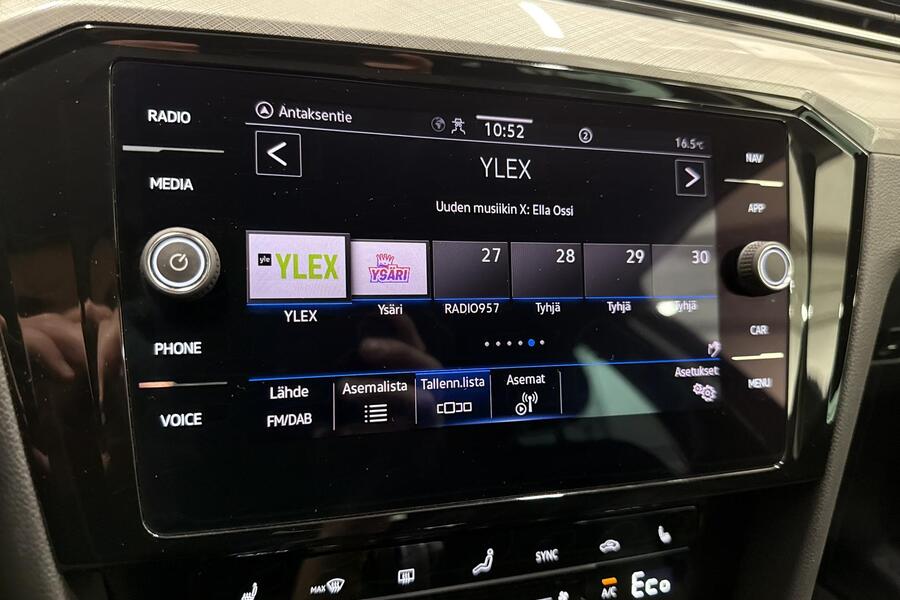 RADIO
MEDIA
PHONE
VOICE
Antaksentie
10:52
2
16.5°C
YLEX
Uuden musiikin X: Ella Ossi
yle YLEX
YSÄRI
27
28
29
30
YLEX
Ysäri
RADIO957
Tyhjä
Tyhjä
Tyhjä
Lähde
FM/DAB
Asemalista
Tallenn.lista
Asemat
Asetukset
NAV
APP
CAR
MENU
MAX
SYNC
A/C
Eco